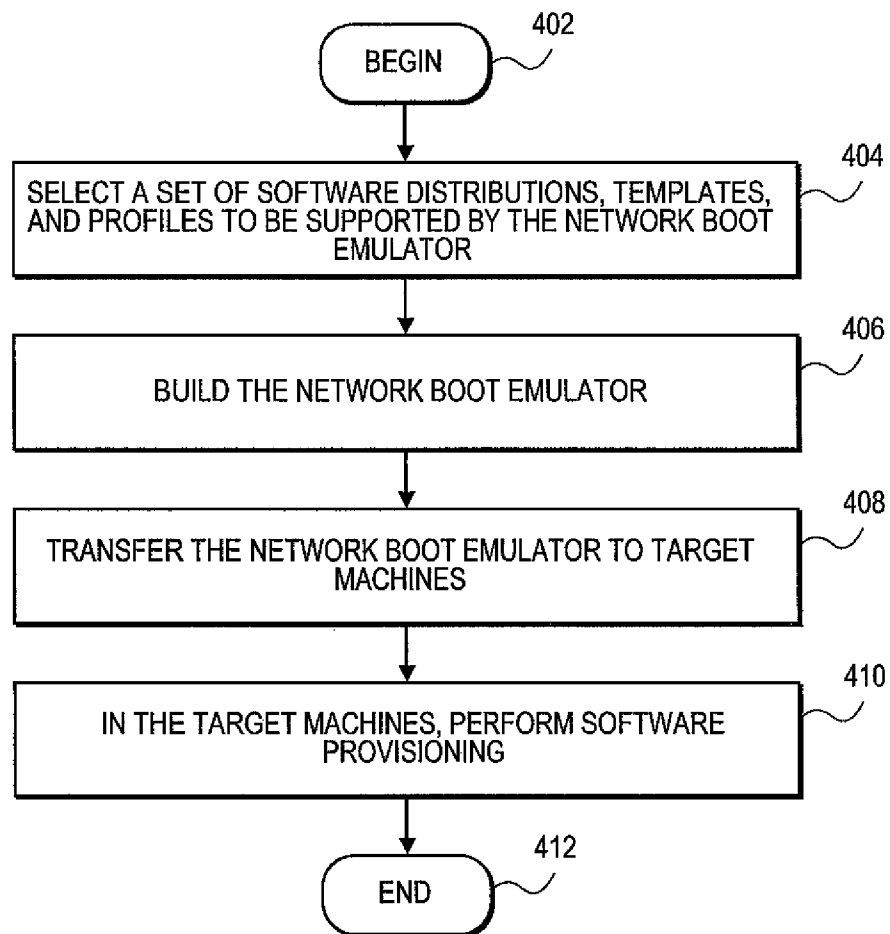 402
BEGIN
404
SELECT A SET OF SOFTWARE DISTRIBUTIONS, TEMPLATES,
AND PROFILES TO BE SUPPORTED BY THE NETWORK BOOT
EMULATOR
406
BUILD THE NETWORK BOOT EMULATOR
408
TRANSFER THE NETWORK BOOT EMULATOR TO TARGET
MACHINES
410
IN THE TARGET MACHINES, PERFORM SOFTWARE
PROVISIONING
412
END